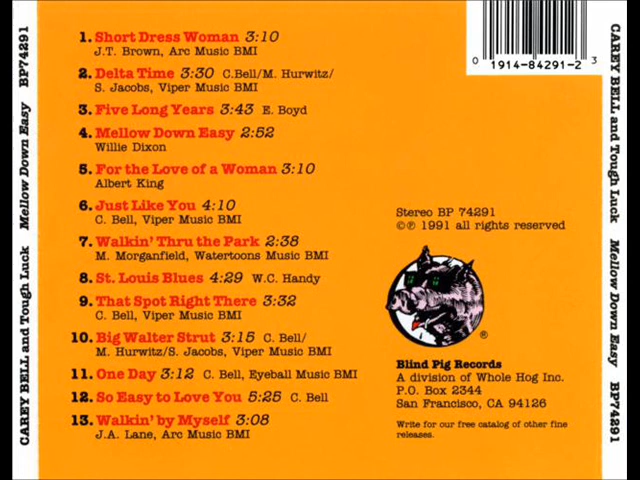 CAREY BELL and Tough Luck Mellow Down Easy BP74291
1. Short Dress Woman 3:10
J.T. Brown, Arc Music BMI
2. Delta Time 3:30 C.Bell/M. Hurwitz/
S. Jacobs, Viper Music BMI
3. Five Long Years 3:43 E. Boyd
4. Mellow Down Easy 2:52
Willie Dixon
5. For the Love of a Woman 3:10
Albert King
6. Just Like You 4:10
C. Bell, Viper Music BMI
7. Walkin' Thru the Park 2:38
M. Morganfield, Watertoons Music BMI
8. St. Louis Blues 4:29 W.C. Handy
9. That Spot Right There 3:32
C. Bell, Viper Music BMI
10. Big Walter Strut 3:15 C. Bell/
M. Hurwitz/S. Jacobs, Viper Music BMI
11. One Day 3:12 C. Bell, Eyeball Music BMI
12. So Easy to Love You 5:25 C. Bell
13. Walkin' by Myself 3:08
J.A. Lane, Arc Music BMI
0 1914-84291-2 3
Stereo BP 74291
©℗ 1991 all rights reserved
®
Blind Pig Records
A division of Whole Hog Inc.
P.O. Box 2344
San Francisco, CA 94126
Write for our free catalog of other fine
releases.
CAREY BELL and Tough Luck Mellow Down Easy BP74291